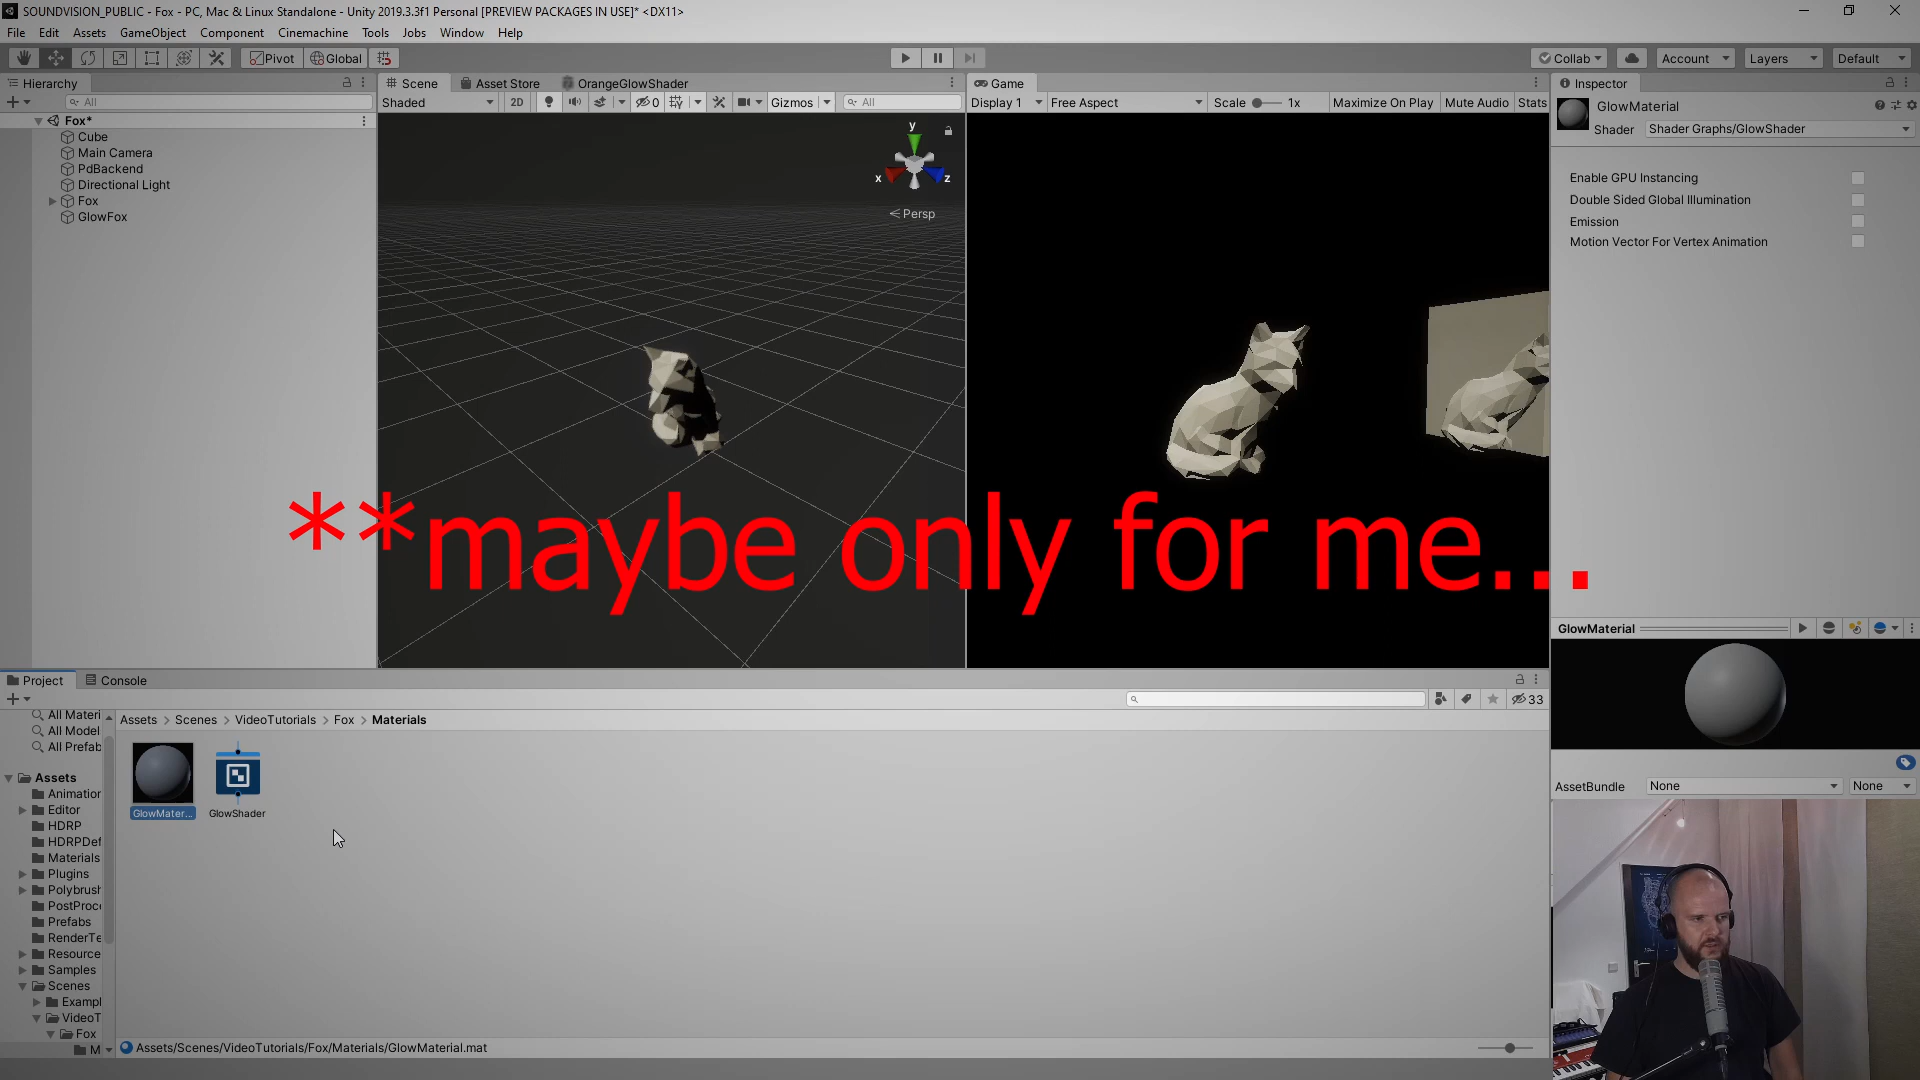 SOUNDVISION_PUBLIC - Fox - PC, Mac & Linux Standalone - Unity 2019.3.3f1 Personal [PREVIEW PACKAGES IN USE]* <DX11>
File Edit Assets GameObject Component Cinemachine Tools Jobs Window Help
Pivot Global Collab Account Layers Default
Hierarchy
All
Fox*
Cube
Main Camera
PdBackend
Directional Light
Fox
GlowFox
Scene Asset Store OrangeGlowShader
Shaded 2D 0 Gizmos All
y
x z
Persp
Game
Display 1 Free Aspect Scale 1x Maximize On Play Mute Audio Stats
Inspector
GlowMaterial
Shader Shader Graphs/GlowShader
Enable GPU Instancing
Double Sided Global Illumination
Emission
Motion Vector For Vertex Animation
**maybe only for me...
GlowMaterial
AssetBundle None None
Project Console
33
All Materi
All Model
All Prefab
Assets
Animation
Editor
HDRP
HDRPDef
Materials
Plugins
Polybrush
PostProce
Prefabs
RenderTe
Resource
Samples
Scenes
Exampl
VideoT
Fox
M
Assets > Scenes > VideoTutorials > Fox > Materials
GlowMater...
GlowShader
Assets/Scenes/VideoTutorials/Fox/Materials/GlowMaterial.mat